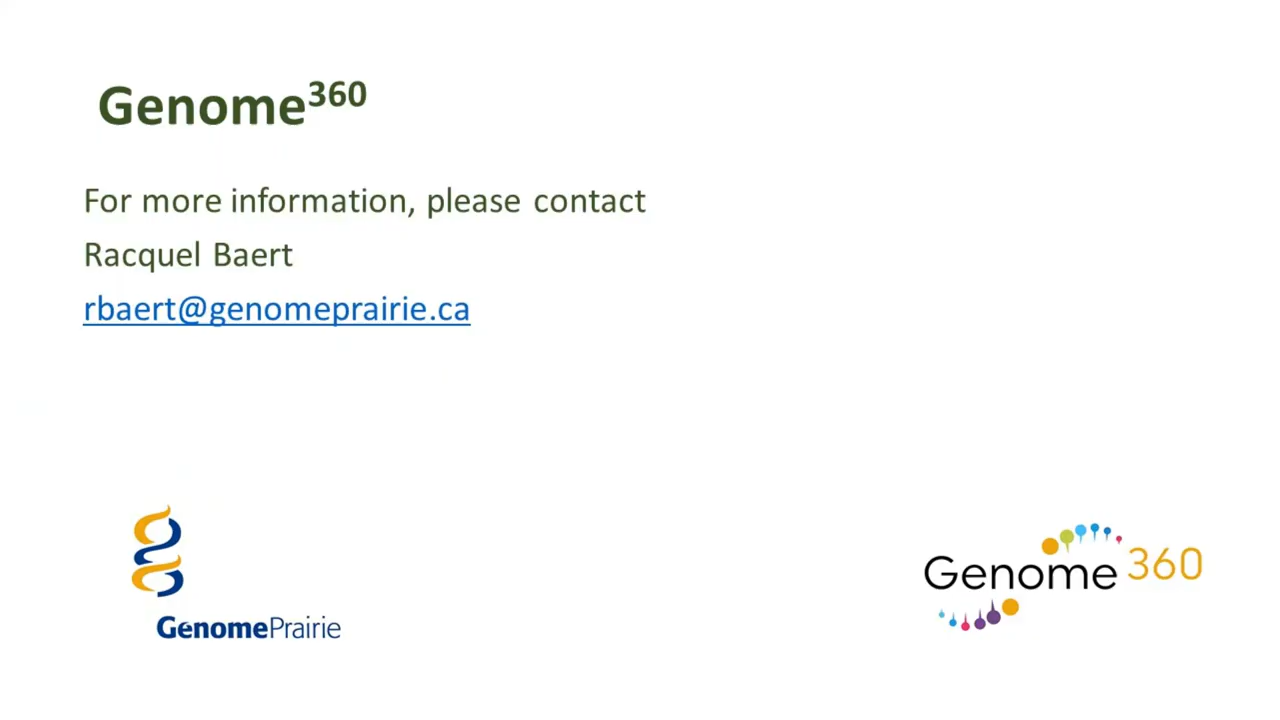 Genome360
For more information, please contact
Racquel Baert
rbaert@genomeprairie.ca
GenomePrairie
Genome 360